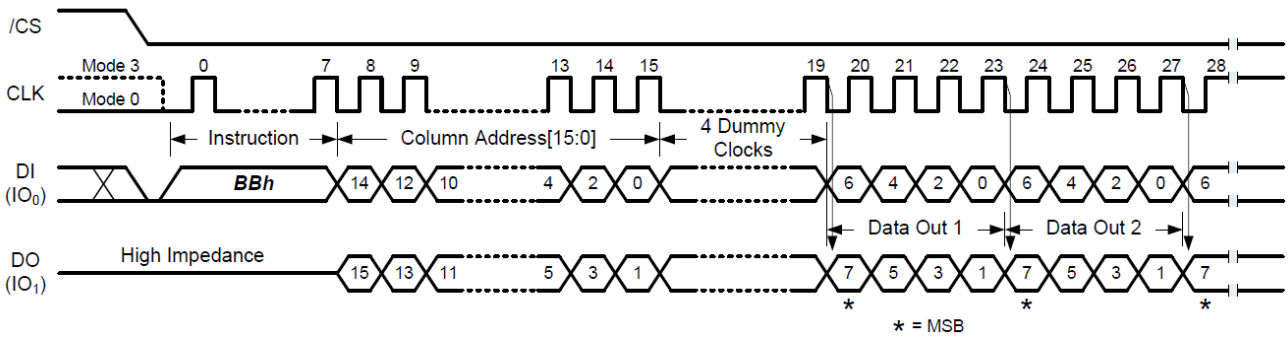 /CS
Mode 3 0 7 8 9 13 14 15 19 20 21 22 23 24 25 26 27 28
CLK
Mode 0
Instruction Column Address[15:0] 4 Dummy
Clocks
DI
(IO0) BBh 14 12 10 4 2 0 6 4 2 0 6 4 2 0 6
Data Out 1 Data Out 2
DO High Impedance
(IO1) 15 13 11 5 3 1 7 5 3 1 7 5 3 1 7
* * *
* = MSB